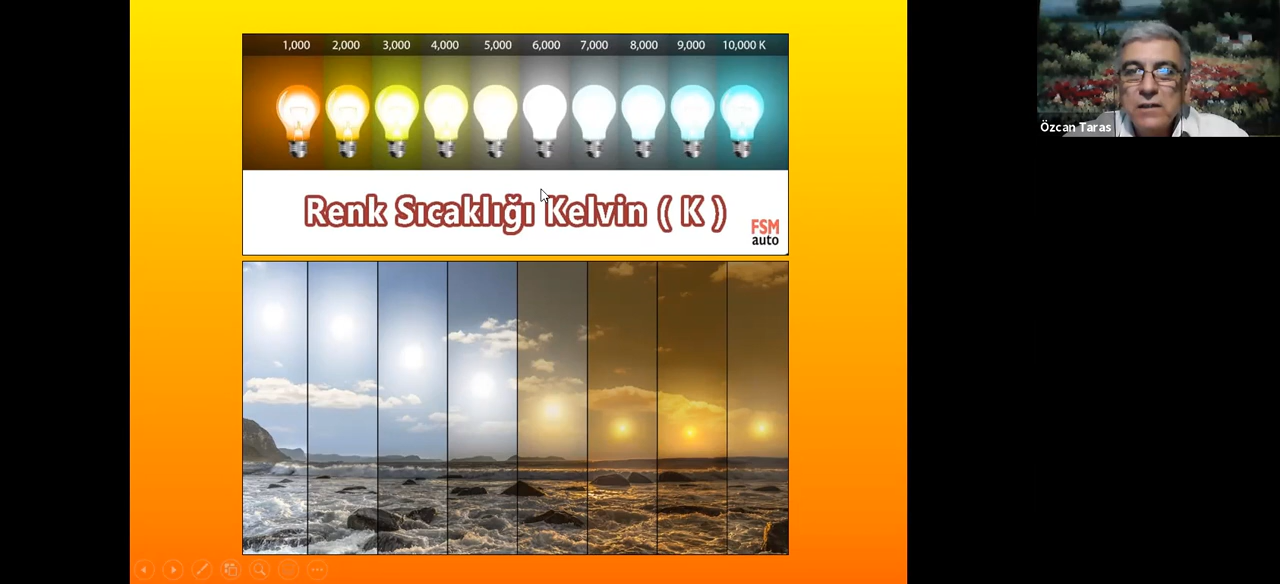 1,000 2,000 3,000 4,000 5,000 6,000 7,000 8,000 9,000 10,000 K
Renk Sıcaklığı Kelvin ( K )
FSM
auto
Özcan Taras